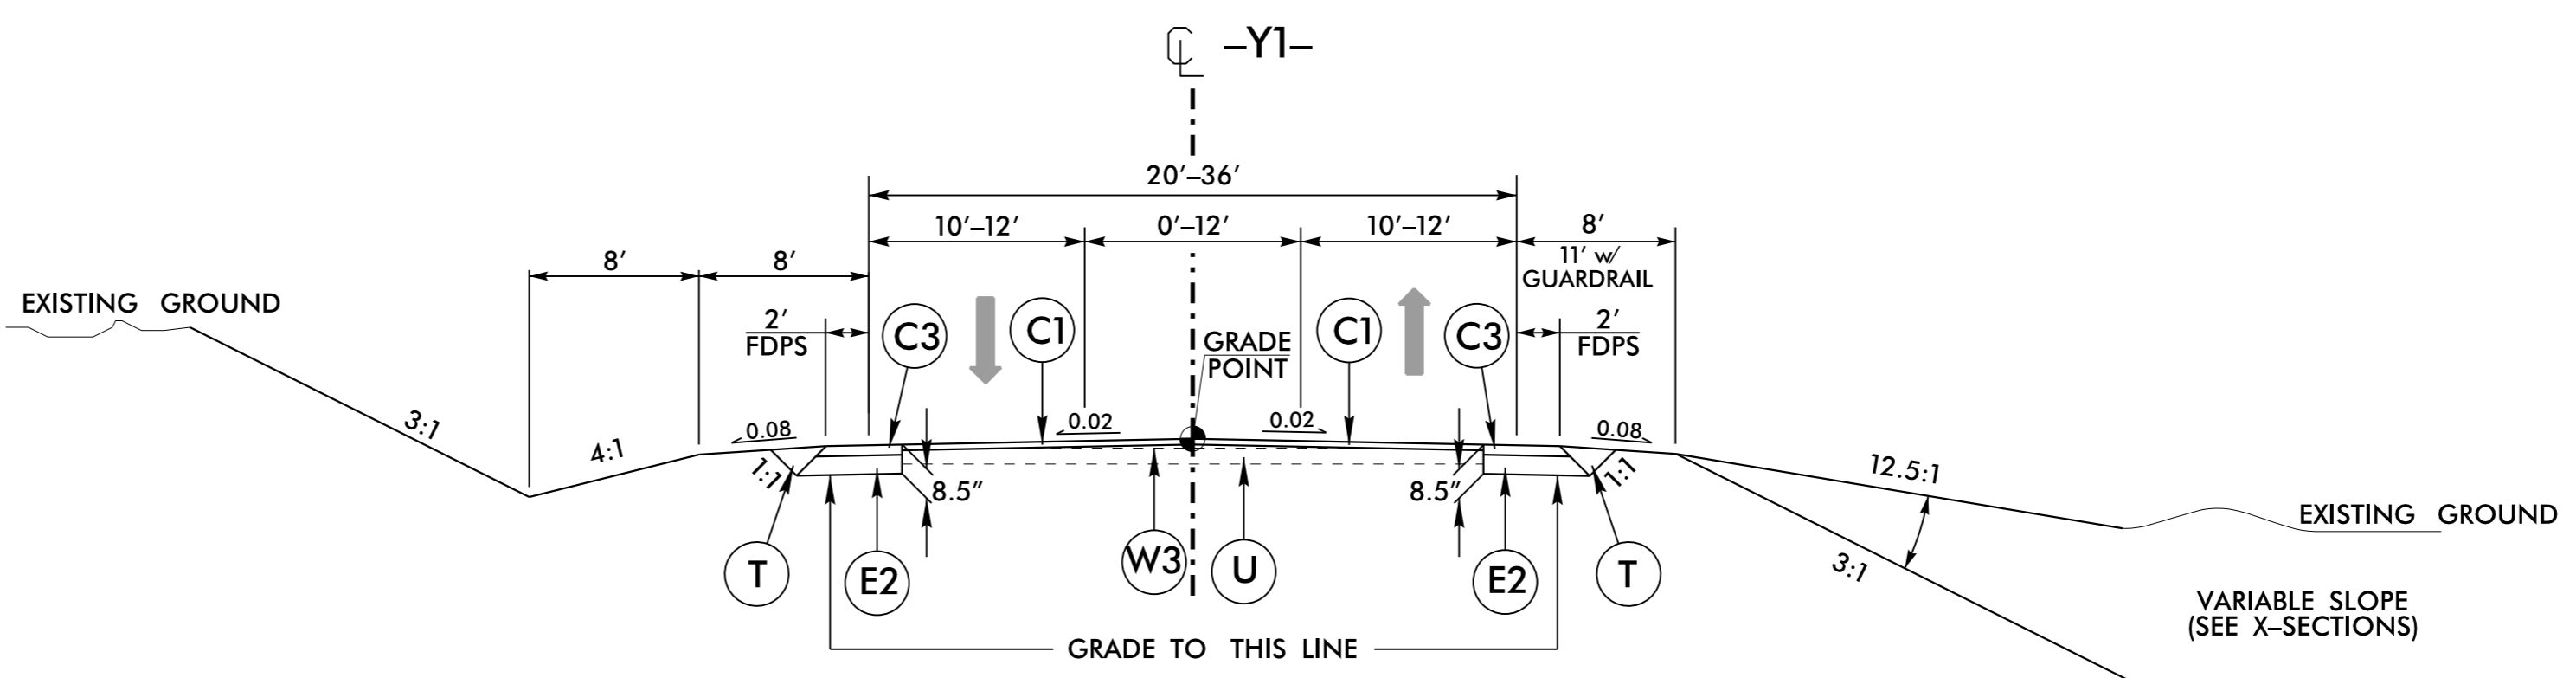 ℄ –Y1–
20'–36'
10'–12' 0'–12' 10'–12' 8'
11' w/
GUARDRAIL
8' 8'
EXISTING GROUND
2'
FDPS
C3 C1 C1 C3
2'
FDPS
GRADE
POINT
3:1 4:1 0.08 0.02 0.02 0.08
1:1 8.5" 8.5" 1:1
12.5:1
EXISTING GROUND
T E2 W3 U E2 T
3:1
VARIABLE SLOPE
(SEE X–SECTIONS)
GRADE TO THIS LINE